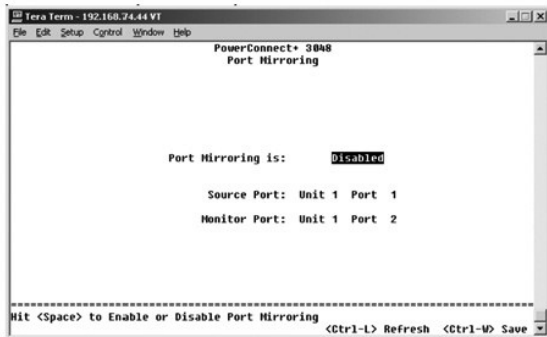 Tera Term - 192.168.74.44 VT
File Edit Setup Control Window Help
PowerConnect+ 3048
Port Mirroring
Port Mirroring is: Disabled
Source Port: Unit 1 Port 1
Monitor Port: Unit 1 Port 2
Hit <Space> to Enable or Disable Port Mirroring
<Ctrl-L> Refresh <Ctrl-W> Save